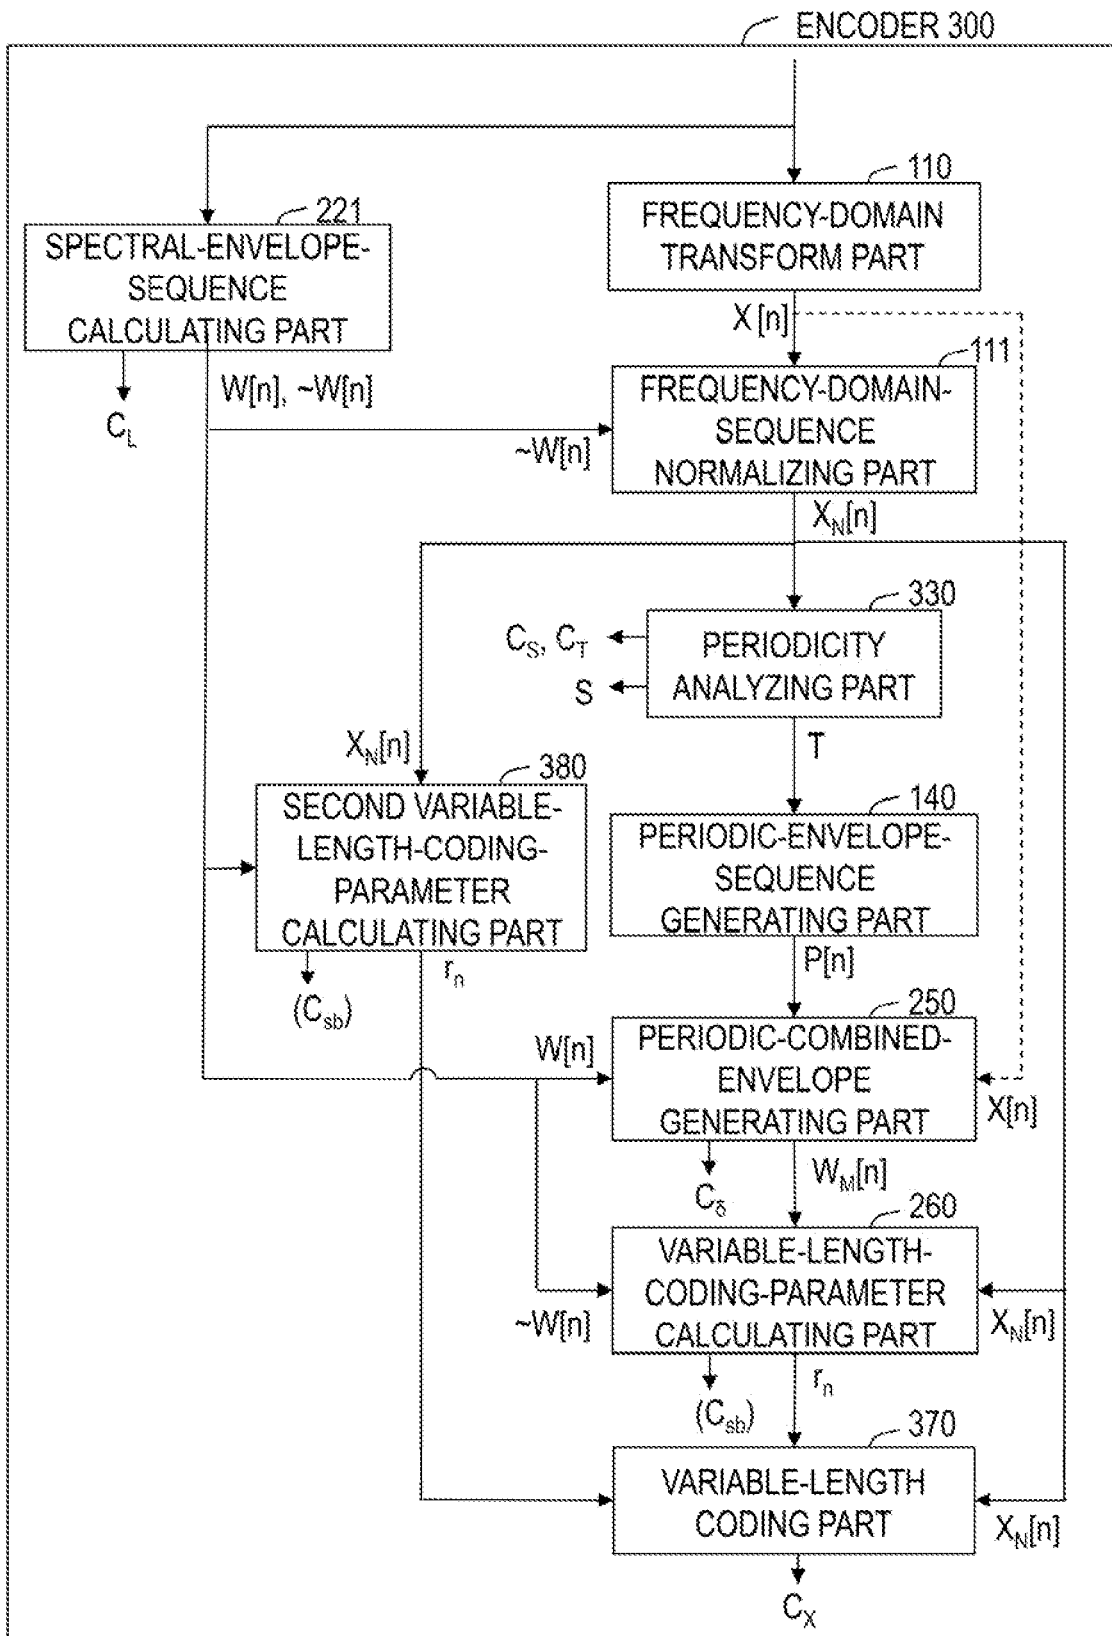 ENCODER 300
110
FREQUENCY-DOMAIN
TRANSFORM PART
221
SPECTRAL-ENVELOPE-
SEQUENCE
CALCULATING PART
X[n]
111
FREQUENCY-DOMAIN-
SEQUENCE
NORMALIZING PART
W[n], ~W[n]
C_L
~W[n]
X_N[n]
330
PERIODICITY
ANALYZING PART
C_S, C_T
S
T
X_N[n]
380
SECOND VARIABLE-
LENGTH-CODING-
PARAMETER
CALCULATING PART
140
PERIODIC-ENVELOPE-
SEQUENCE
GENERATING PART
r_n
(C_sb)
P[n]
250
PERIODIC-COMBINED-
ENVELOPE
GENERATING PART
W[n]
X[n]
C_δ
W_M[n]
260
VARIABLE-LENGTH-
CODING-PARAMETER
CALCULATING PART
~W[n]
X_N[n]
(C_sb)
r_n
370
VARIABLE-LENGTH
CODING PART
X_N[n]
C_X